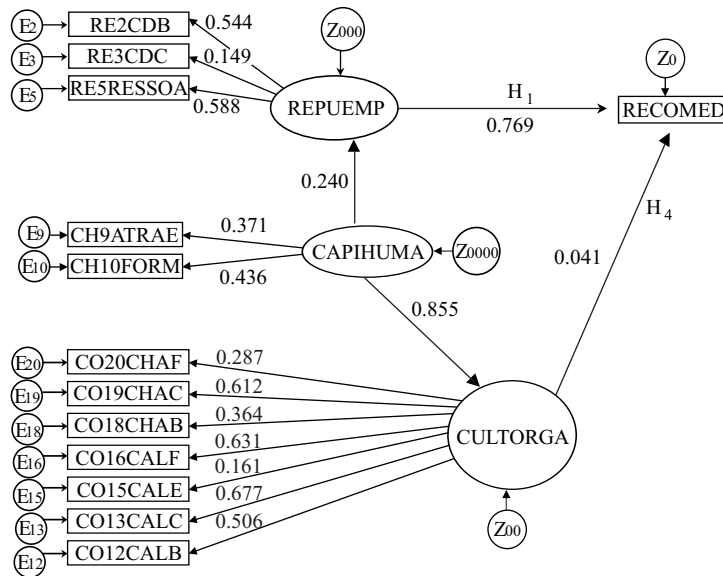 E2 RE2CDB 0.544
Z000
Z0
E3 RE3CDC 0.149
E5 RE5RESSOA 0.588
REPUEMP
H1
0.769
RECOMED
0.240
H4
E9 CH9ATRAE 0.371
CAPIHUMA
Z0000
E10 CH10FORM 0.436
0.041
0.855
E20 CO20CHAF 0.287
E19 CO19CHAC 0.612
E18 CO18CHAB 0.364
CULTORGA
E16 CO16CALF 0.631
E15 CO15CALE 0.161
E13 CO13CALC 0.677
Z00
E12 CO12CALB 0.506